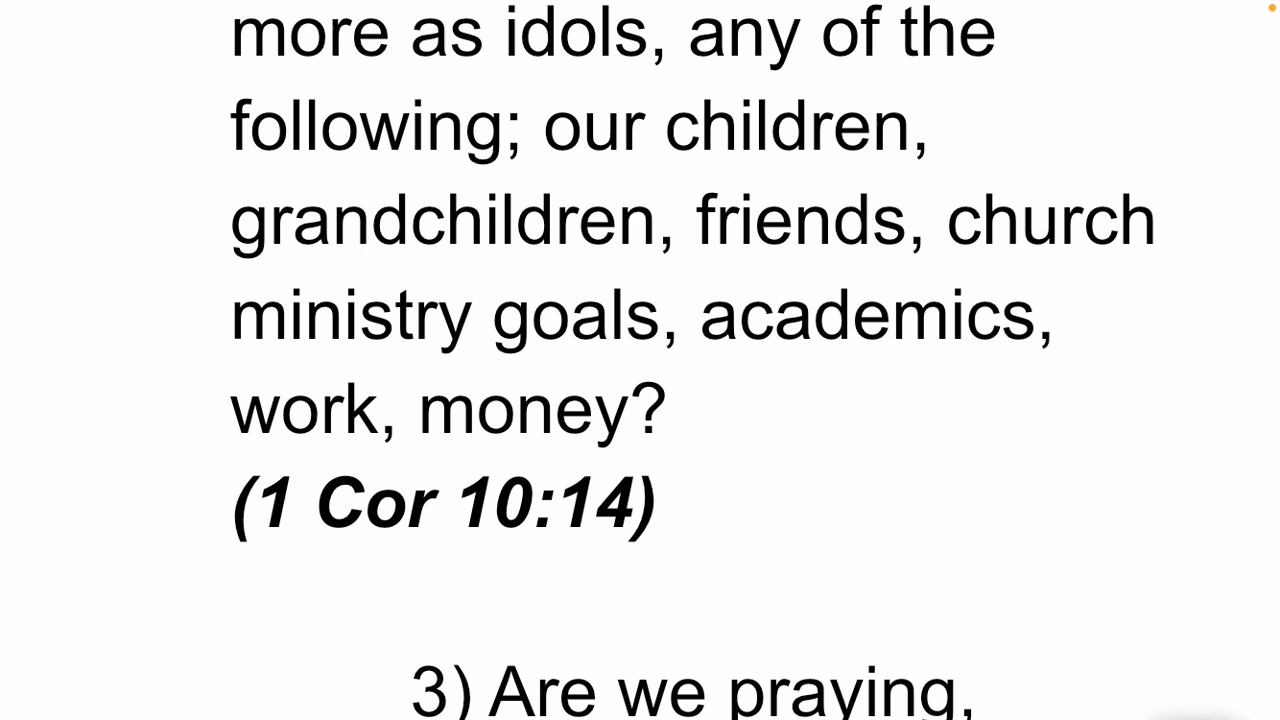 more as idols, any of the
following; our children,
grandchildren, friends, church
ministry goals, academics,
work, money?
(1 Cor 10:14)
3) Are we praying,